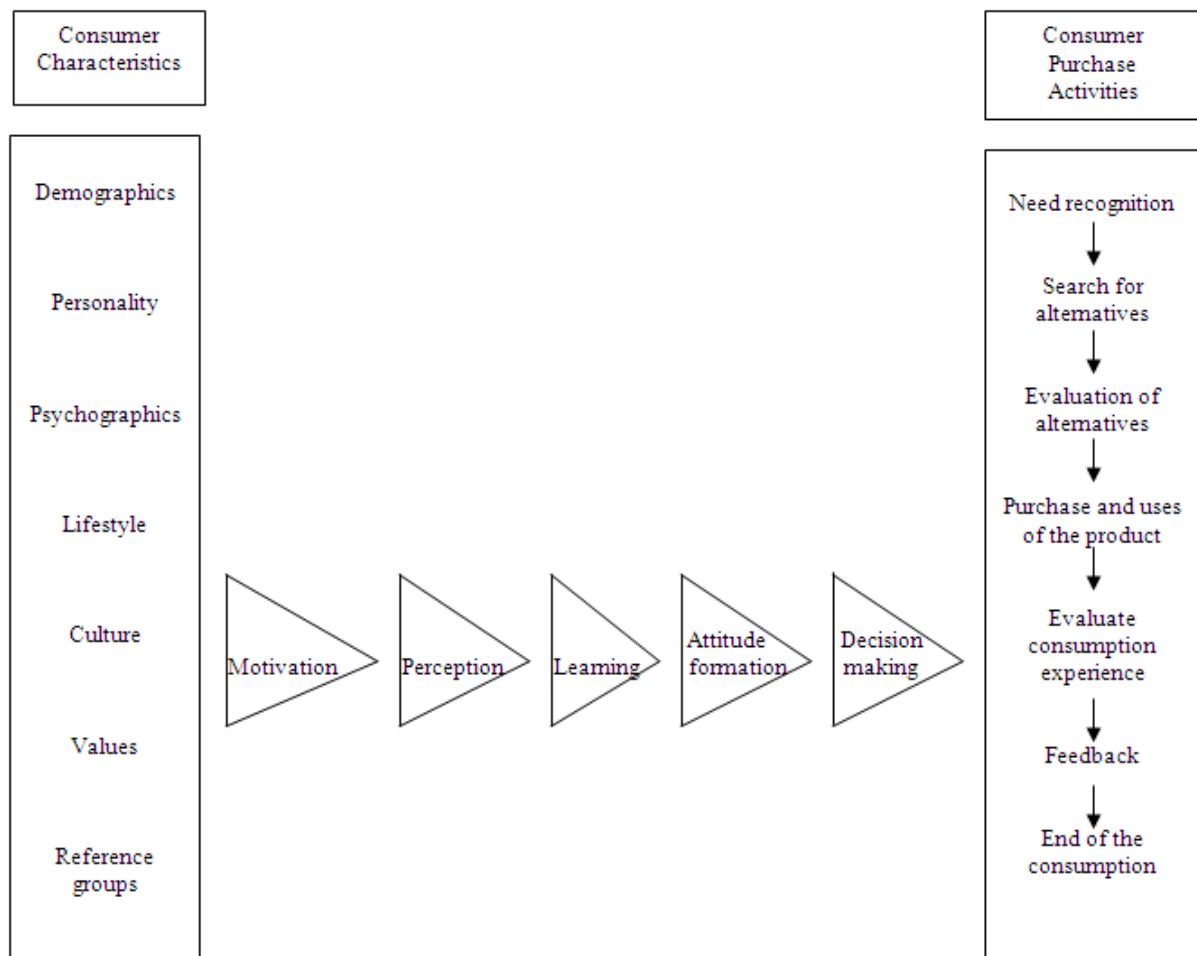 Consumer
Characteristics
Demographics
Personality
Psychographics
Lifestyle
Culture
Values
Reference
groups
Motivation
Perception
Learning
Attitude
formation
Decision
making
Consumer
Purchase
Activities
Need recognition
Search for
alternatives
Evaluation of
alternatives
Purchase and uses
of the product
Evaluate
consumption
experience
Feedback
End of the
consumption